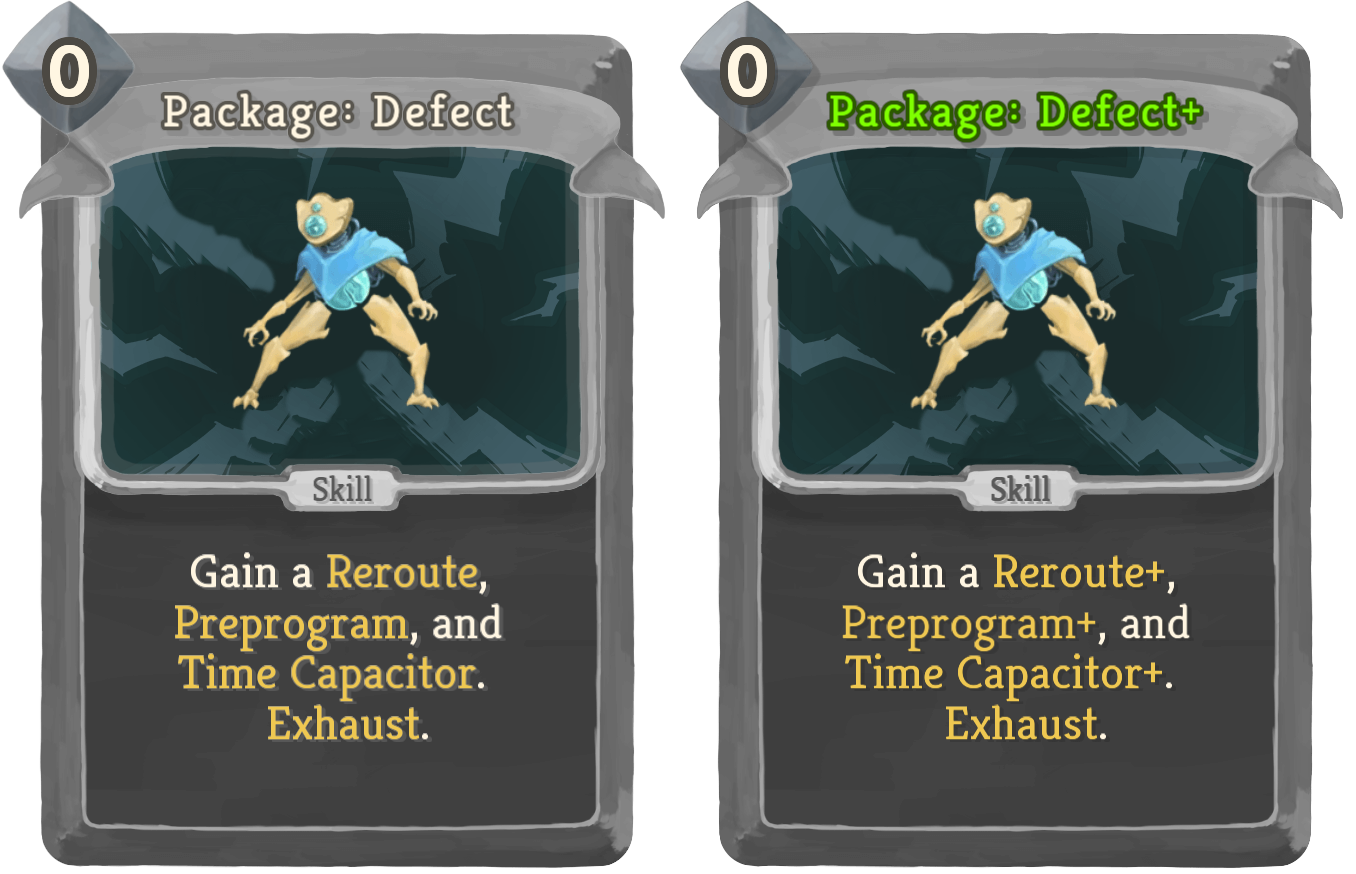 0
Package: Defect
Skill
Gain a Reroute,
Preprogram, and
Time Capacitor.
Exhaust.
0
Package: Defect+
Skill
Gain a Reroute+,
Preprogram+, and
Time Capacitor+.
Exhaust.